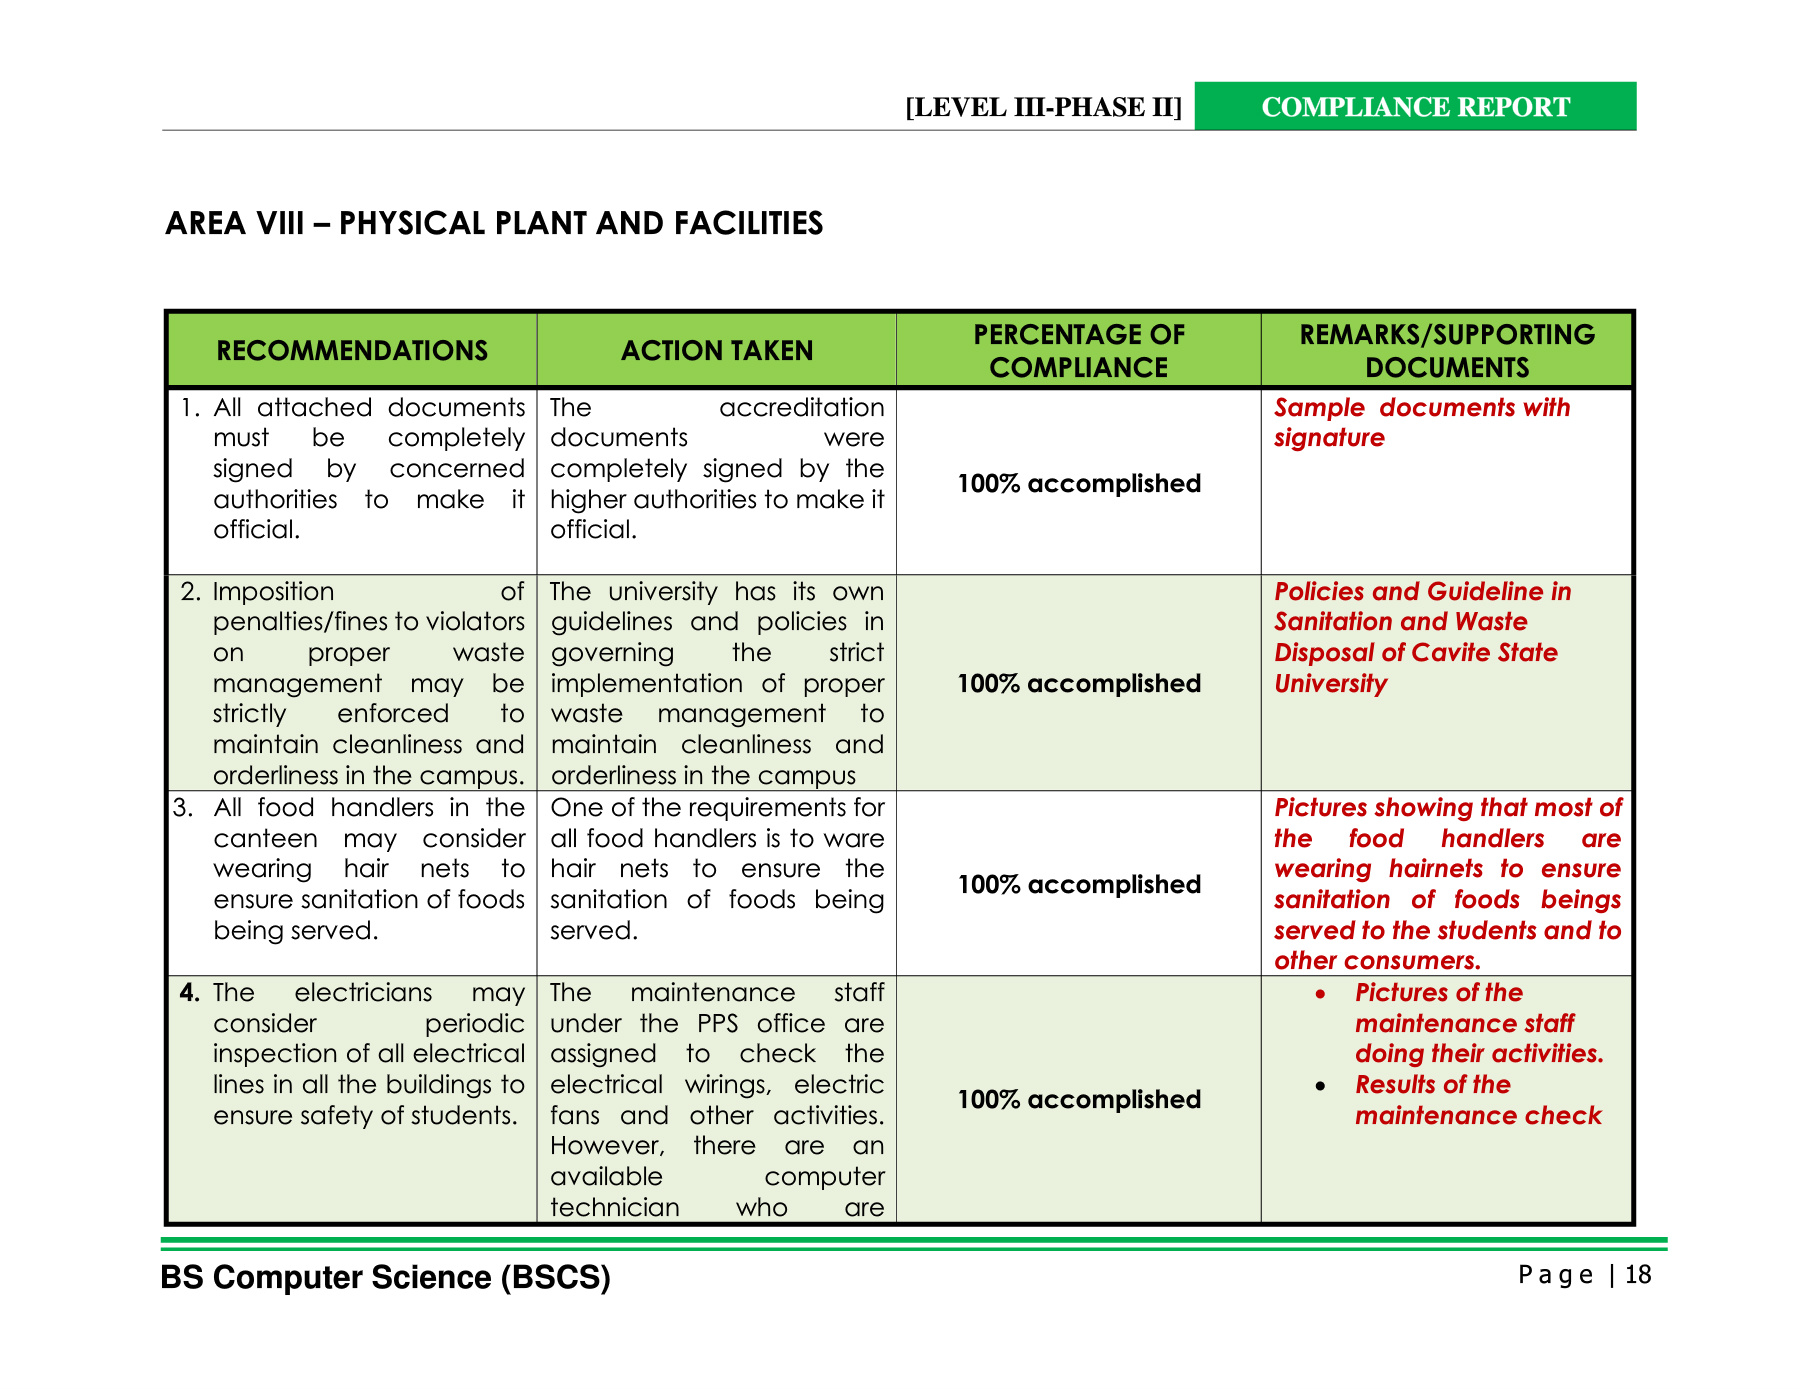 [LEVEL III-PHASE II] COMPLIANCE REPORT
AREA VIII – PHYSICAL PLANT AND FACILITIES
RECOMMENDATIONS
ACTION TAKEN
PERCENTAGE OF
COMPLIANCE
REMARKS/SUPPORTING
DOCUMENTS
1. All attached documents
must be completely
signed by concerned
authorities to make it
official.
The accreditation
documents were
completely signed by the
higher authorities to make it
official.
100% accomplished
Sample documents with
signature
2. Imposition of
penalties/fines to violators
on proper waste
management may be
strictly enforced to
maintain cleanliness and
orderliness in the campus.
The university has its own
guidelines and policies in
governing the strict
implementation of proper
waste management to
maintain cleanliness and
orderliness in the campus
100% accomplished
Policies and Guideline in
Sanitation and Waste
Disposal of Cavite State
University
3. All food handlers in the
canteen may consider
wearing hair nets to
ensure sanitation of foods
being served.
One of the requirements for
all food handlers is to ware
hair nets to ensure the
sanitation of foods being
served.
100% accomplished
Pictures showing that most of
the food handlers are
wearing hairnets to ensure
sanitation of foods beings
served to the students and to
other consumers.
4. The electricians may
consider periodic
inspection of all electrical
lines in all the buildings to
ensure safety of students.
The maintenance staff
under the PPS office are
assigned to check the
electrical wirings, electric
fans and other activities.
However, there are an
available computer
technician who are
100% accomplished
• Pictures of the
maintenance staff
doing their activities.
• Results of the
maintenance check
BS Computer Science (BSCS)
Page | 18